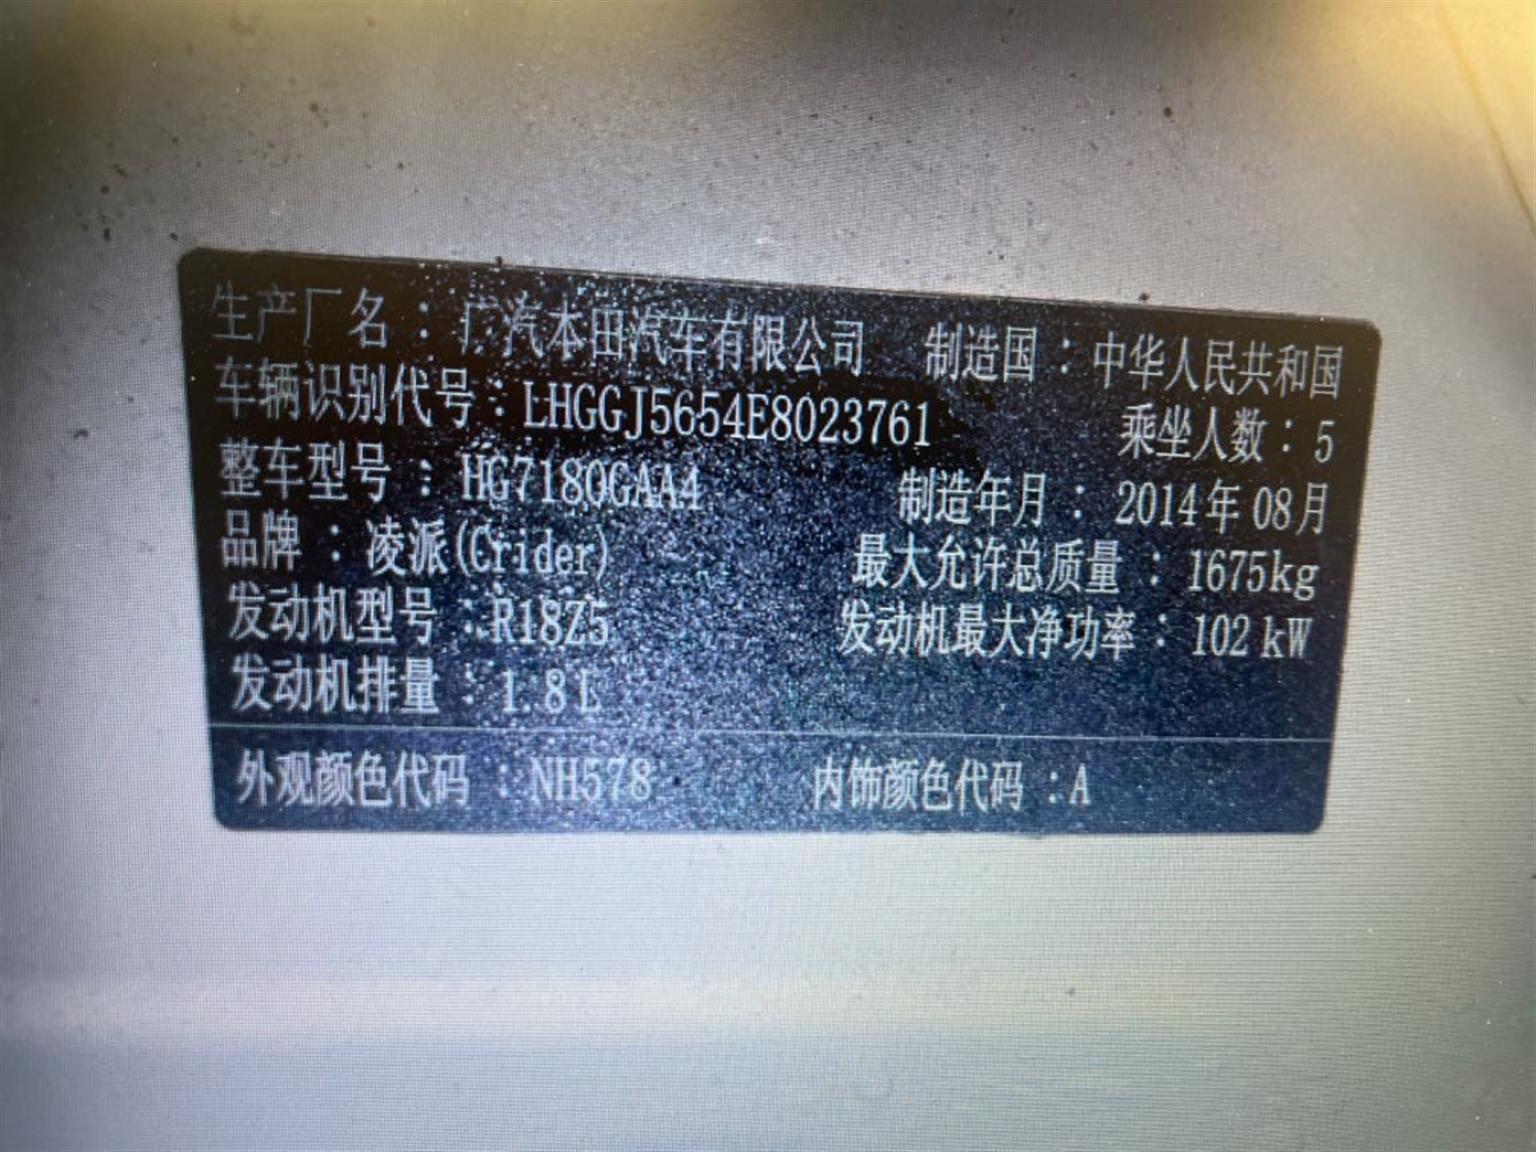 生产厂名：广汽本田汽车有限公司 制造国：中华人民共和国
车辆识别代号：LHGGJ5654E8023761 乘坐人数：5
整车型号：HG7180GAA4 制造年月：2014年08月
品牌：凌派(Crider) 最大允许总质量：1675kg
发动机型号：R18Z5 发动机最大净功率：102kW
发动机排量：1.8L
外观颜色代码：NH578 内饰颜色代码：A